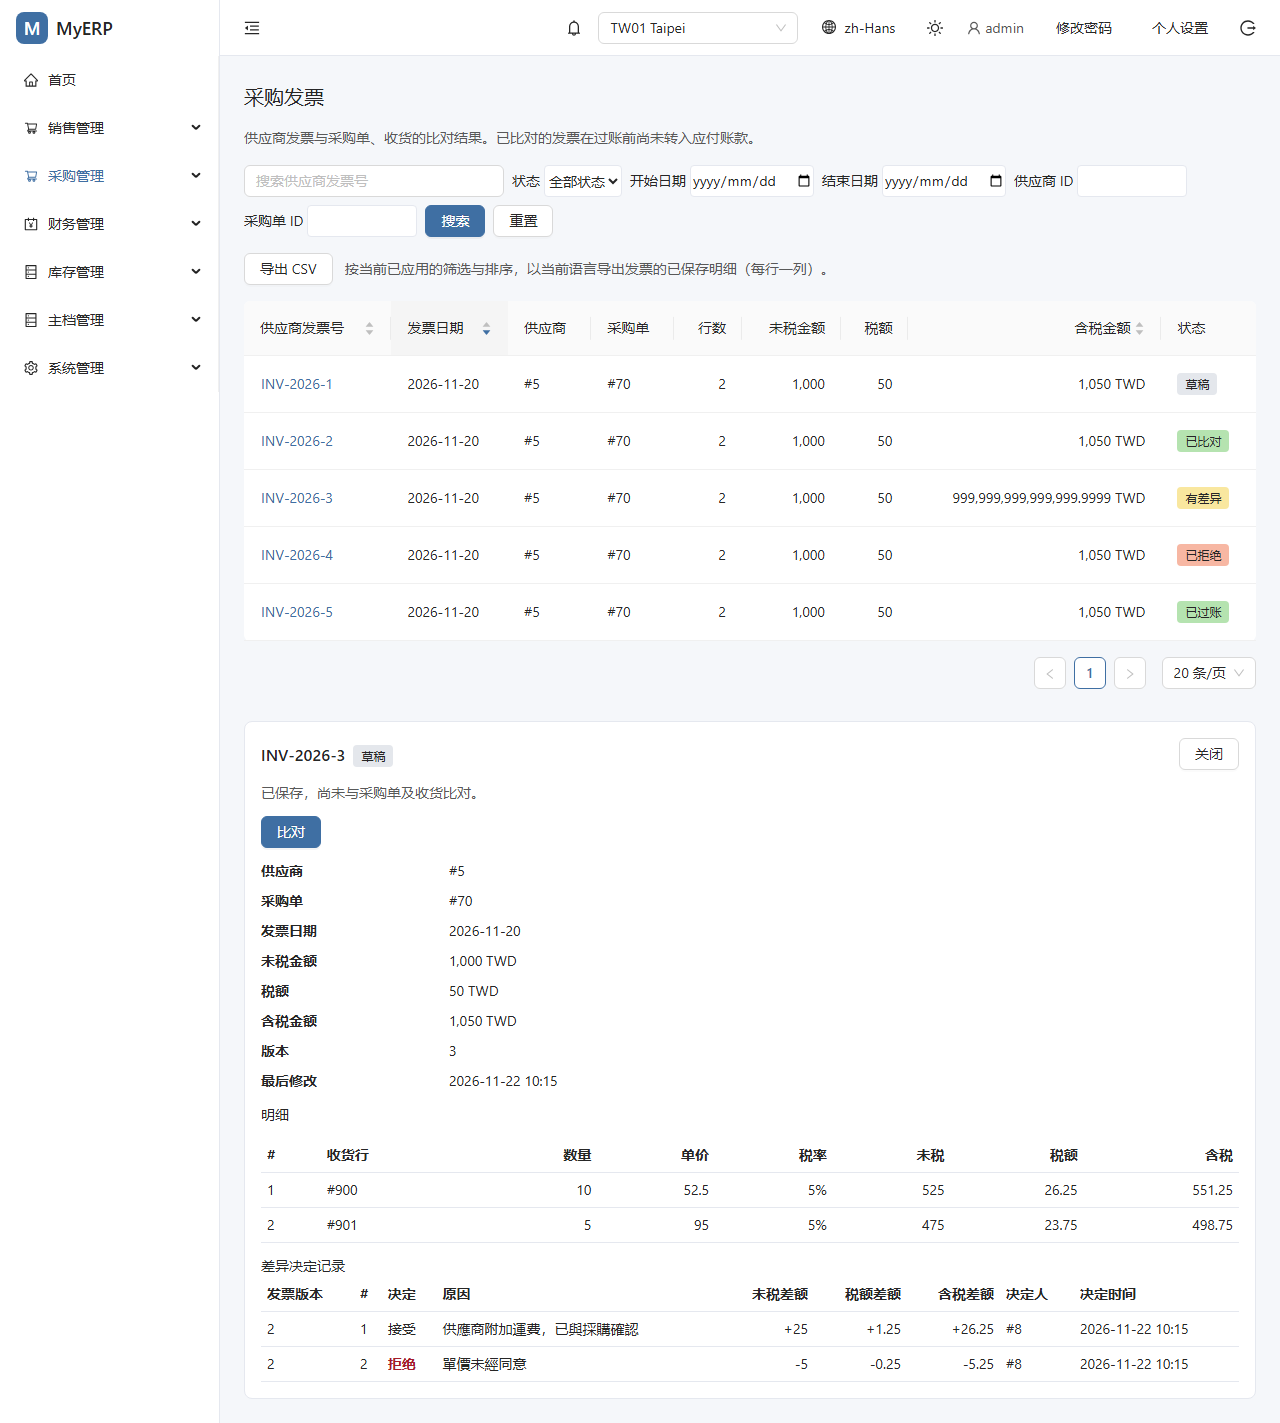 M MyERP
TW01 Taipei
zh-Hans
admin
修改密码
个人设置
首页
销售管理
采购管理
财务管理
库存管理
主档管理
系统管理
采购发票
供应商发票与采购单、收货的比对结果。已比对的发票在过账前尚未转入应付账款。
搜索供应商发票号 状态 全部状态 开始日期 yyyy/mm/dd 结束日期 yyyy/mm/dd 供应商 ID
采购单 ID 搜索 重置
导出 CSV 按当前已应用的筛选与排序，以当前语言导出发票的已保存明细（每行一列）。
供应商发票号 发票日期 供应商 采购单 行数 未税金额 税额 含税金额 状态
INV-2026-1 2026-11-20 #5 #70 2 1,000 50 1,050 TWD 草稿
INV-2026-2 2026-11-20 #5 #70 2 1,000 50 1,050 TWD 已比对
INV-2026-3 2026-11-20 #5 #70 2 1,000 50 999,999,999,999,999.9999 TWD 有差异
INV-2026-4 2026-11-20 #5 #70 2 1,000 50 1,050 TWD 已拒绝
INV-2026-5 2026-11-20 #5 #70 2 1,000 50 1,050 TWD 已过账
< 1 > 20 条/页
INV-2026-3 草稿 关闭
已保存，尚未与采购单及收货比对。
比对
供应商 #5
采购单 #70
发票日期 2026-11-20
未税金额 1,000 TWD
税额 50 TWD
含税金额 1,050 TWD
版本 3
最后修改 2026-11-22 10:15
明细
# 收货行 数量 单价 税率 未税 税额 含税
1 #900 10 52.5 5% 525 26.25 551.25
2 #901 5 95 5% 475 23.75 498.75
差异决定记录
发票版本 # 决定 原因 未税差额 税额差额 含税差额 决定人 决定时间
2 1 接受 供應商附加運費，已與採購確認 +25 +1.25 +26.25 #8 2026-11-22 10:15
2 2 拒绝 單價未經同意 -5 -0.25 -5.25 #8 2026-11-22 10:15